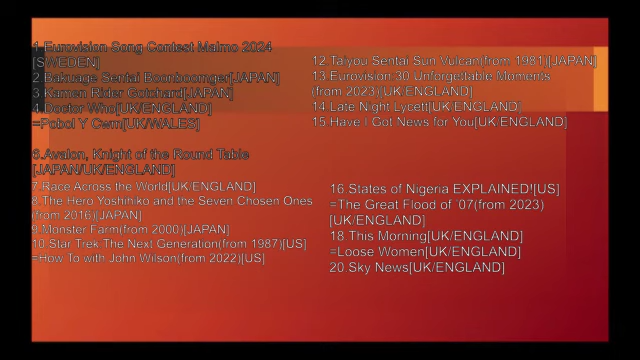 1.Eurovision Song Contest Malmo 2024
[SWEDEN]
2.Bakuage Sentai Boonboomger[JAPAN]
3.Kamen Rider Gotchard[JAPAN]
4.Doctor Who[UK/ENGLAND]
=Pobol Y Cwm[UK/WALES]
6.Avalon, Knight of the Round Table
[JAPAN/UK/ENGLAND]
7.Race Across the World[UK/ENGLAND]
8.The Hero Yoshihiko and the Seven Chosen Ones
(from 2016)[JAPAN]
9.Monster Farm(from 2000)[JAPAN]
10.Star Trek The Next Generation(from 1987)[US]
=How To with John Wilson(from 2022)[US]
12.Taiyou Sentai Sun Vulcan(from 1981)[JAPAN]
13.Eurovision:30 Unforgettable Moments
(from 2023)[UK/ENGLAND]
14.Late Night Lycett[UK/ENGLAND]
15.Have I Got News for You[UK/ENGLAND]
16.States of Nigeria EXPLAINED![US]
=The Great Flood of '07(from 2023)
[UK/ENGLAND]
18.This Morning[UK/ENGLAND]
=Loose Women[UK/ENGLAND]
20.Sky News[UK/ENGLAND]